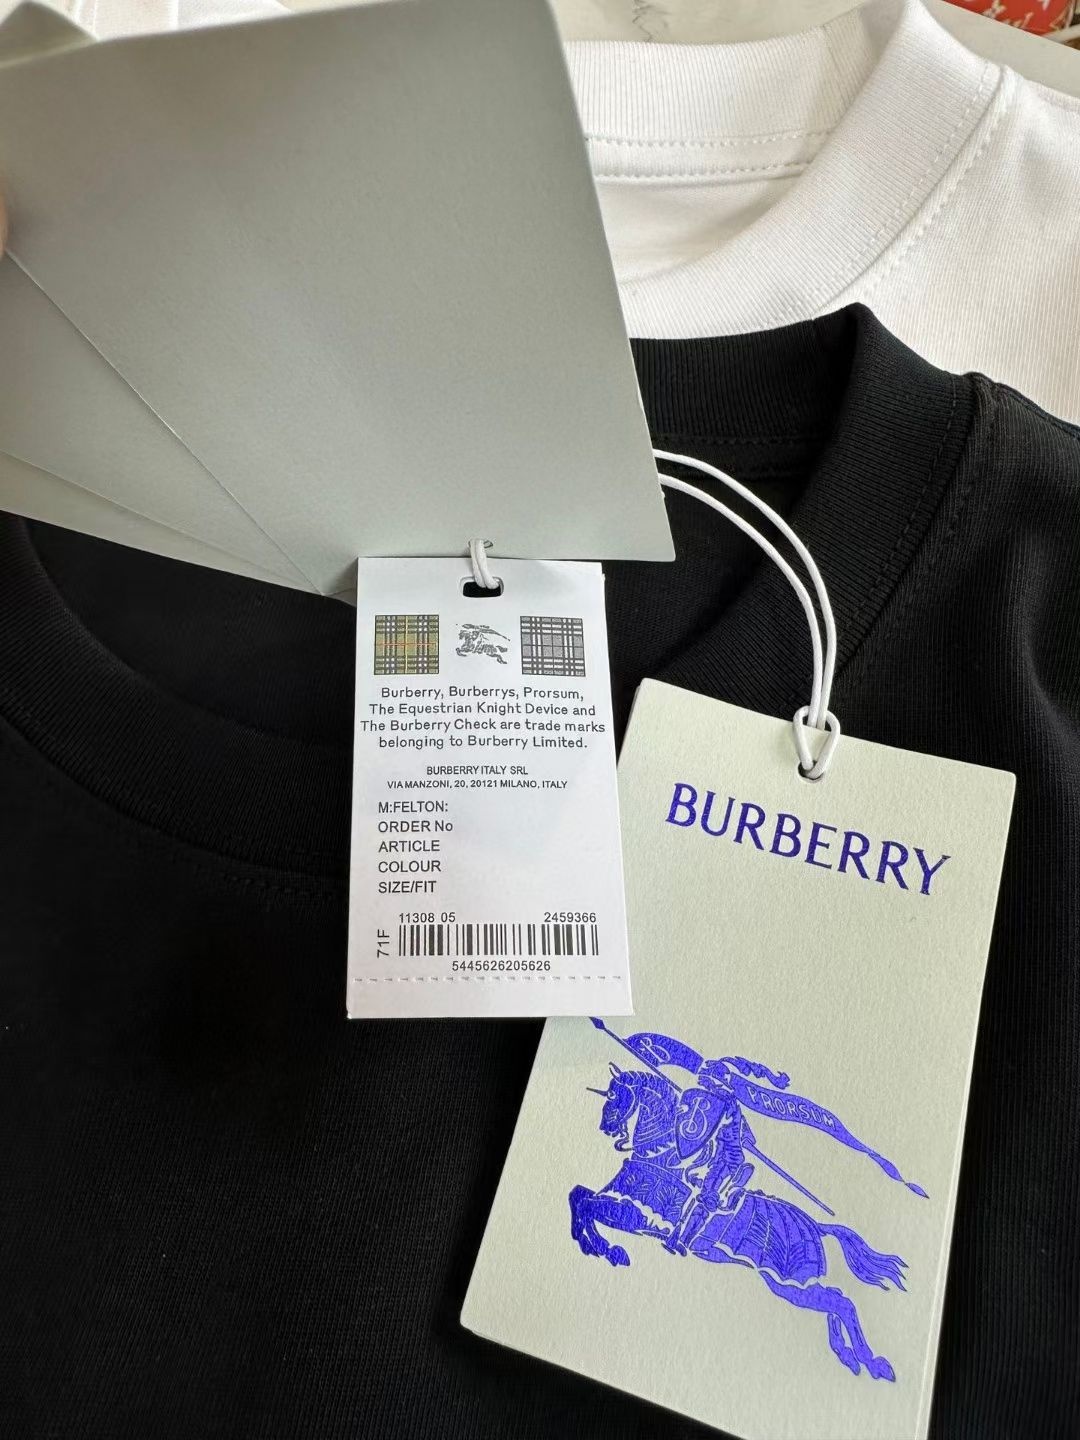 Burberry, Burberrys, Prorsum,
The Equestrian Knight Device and
The Burberry Check are trade marks
belonging to Burberry Limited.
BURBERRY ITALY SRL
VIA MANZONI, 20, 20121 MILANO, ITALY
M:FELTON:
ORDER No
ARTICLE
COLOUR
SIZE/FIT
11308 05 2459366
71F
5445626205626
BURBERRY
PRORSUM